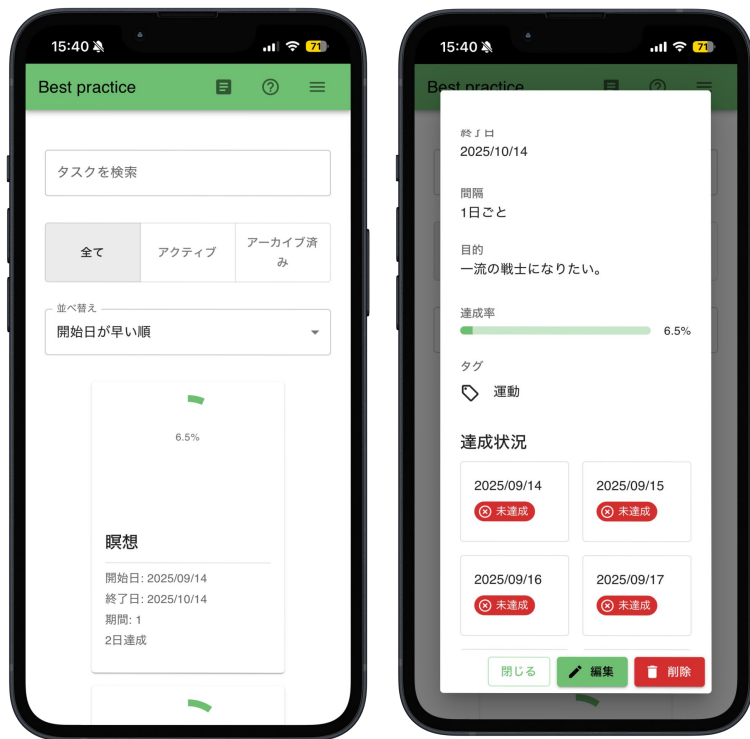 15:40
71
Best practice
タスクを検索
全て
アクティブ
アーカイブ済
み
並べ替え
開始日が早い順
6.5%
瞑想
開始日: 2025/09/14
終了日: 2025/10/14
期間: 1
2日達成
15:40
71
Best practice
終了日
2025/10/14
間隔
1日ごと
目的
一流の戦士になりたい。
達成率
6.5%
タグ
運動
達成状況
2025/09/14
2025/09/15
未達成
未達成
2025/09/16
2025/09/17
未達成
未達成
閉じる
編集
削除